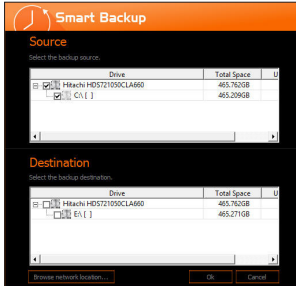 Smart Backup
Source
Select the backup source.
Drive Total Space U
Hitachi HDS721050CLA660 465.762GB
C:\ [ ] 465.209GB
Destination
Select the backup destination.
Drive Total Space U
Hitachi HDS721050CLA660 465.762GB
E:\ [ ] 465.271GB
Browse network location... Ok Cancel